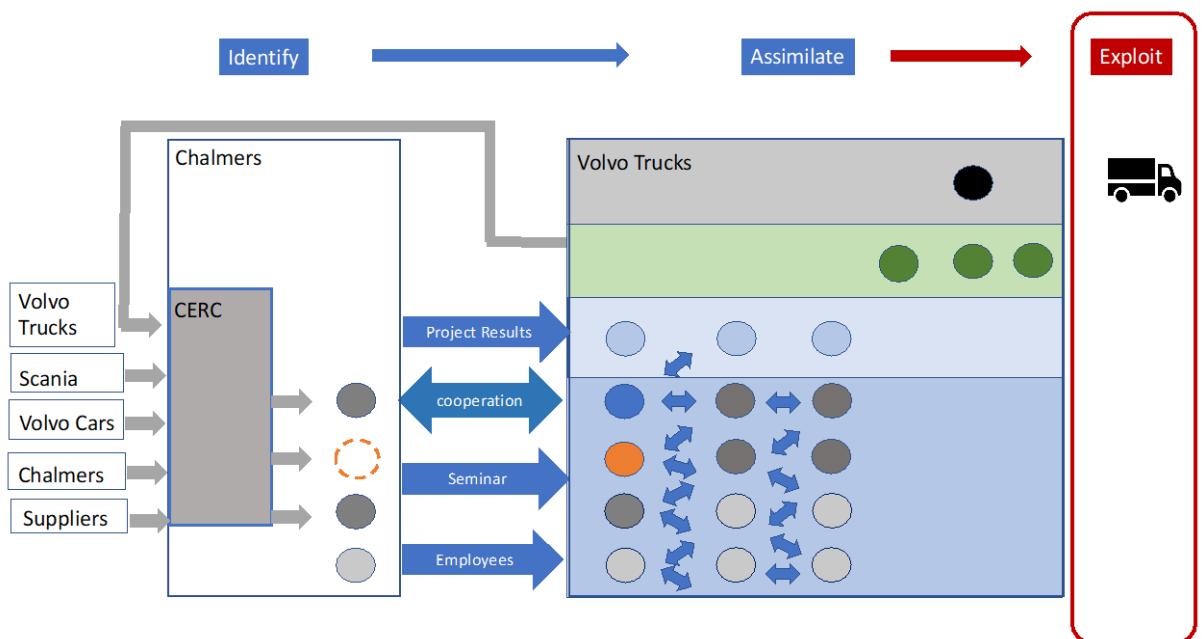 Identify
Assimilate
Exploit
Chalmers
Volvo Trucks
Volvo
Trucks
CERC
Scania
Volvo Cars
Chalmers
Suppliers
Project Results
cooperation
Seminar
Employees